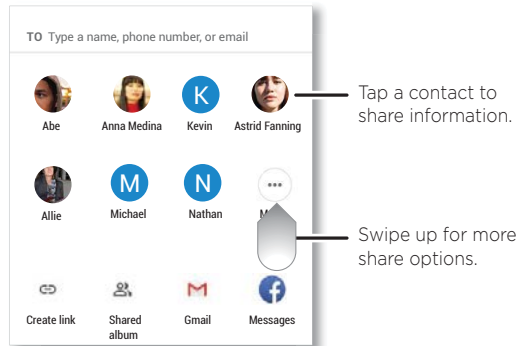 TO Type a name, phone number, or email
K
Abe Anna Medina Kevin Astrid Fanning
Tap a contact to
share information.
M N
Allie Michael Nathan
Swipe up for more
share options.
Create link Shared Gmail Messages
album